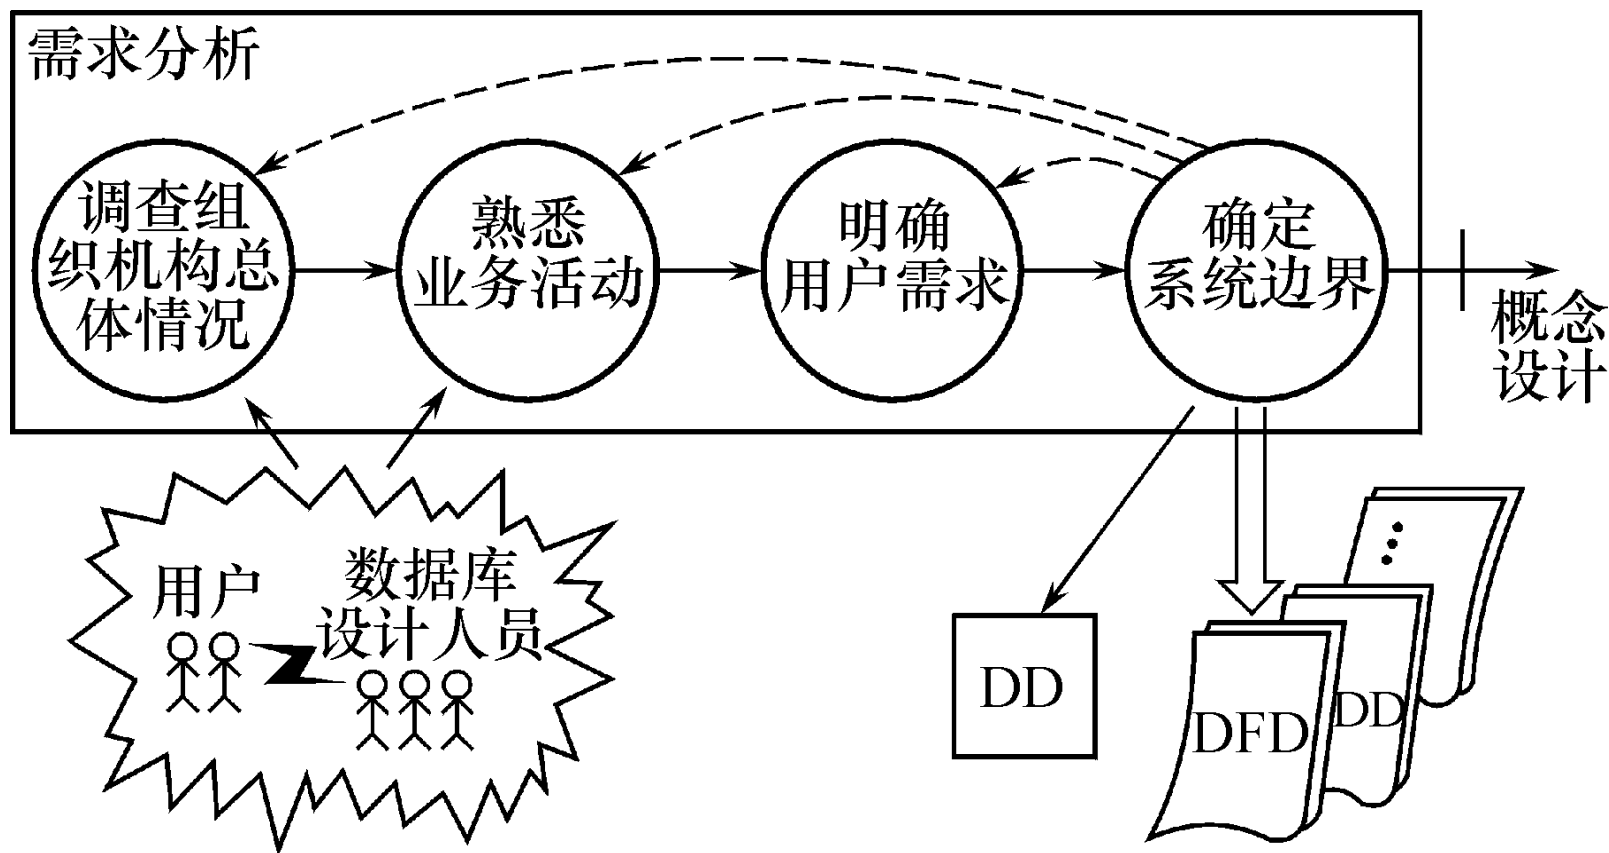 需求分析
调查组
织机构总
体情况
熟悉
业务活动
明确
用户需求
确定
系统边界
概念
设计
用户
数据库
设计人员
DD
DFD
DD